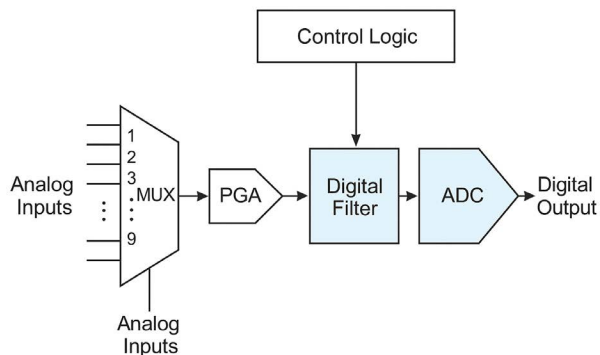 Control Logic
1
2
3
9
MUX
Analog
Inputs
PGA
Digital
Filter
ADC
Digital
Output
Analog
Inputs